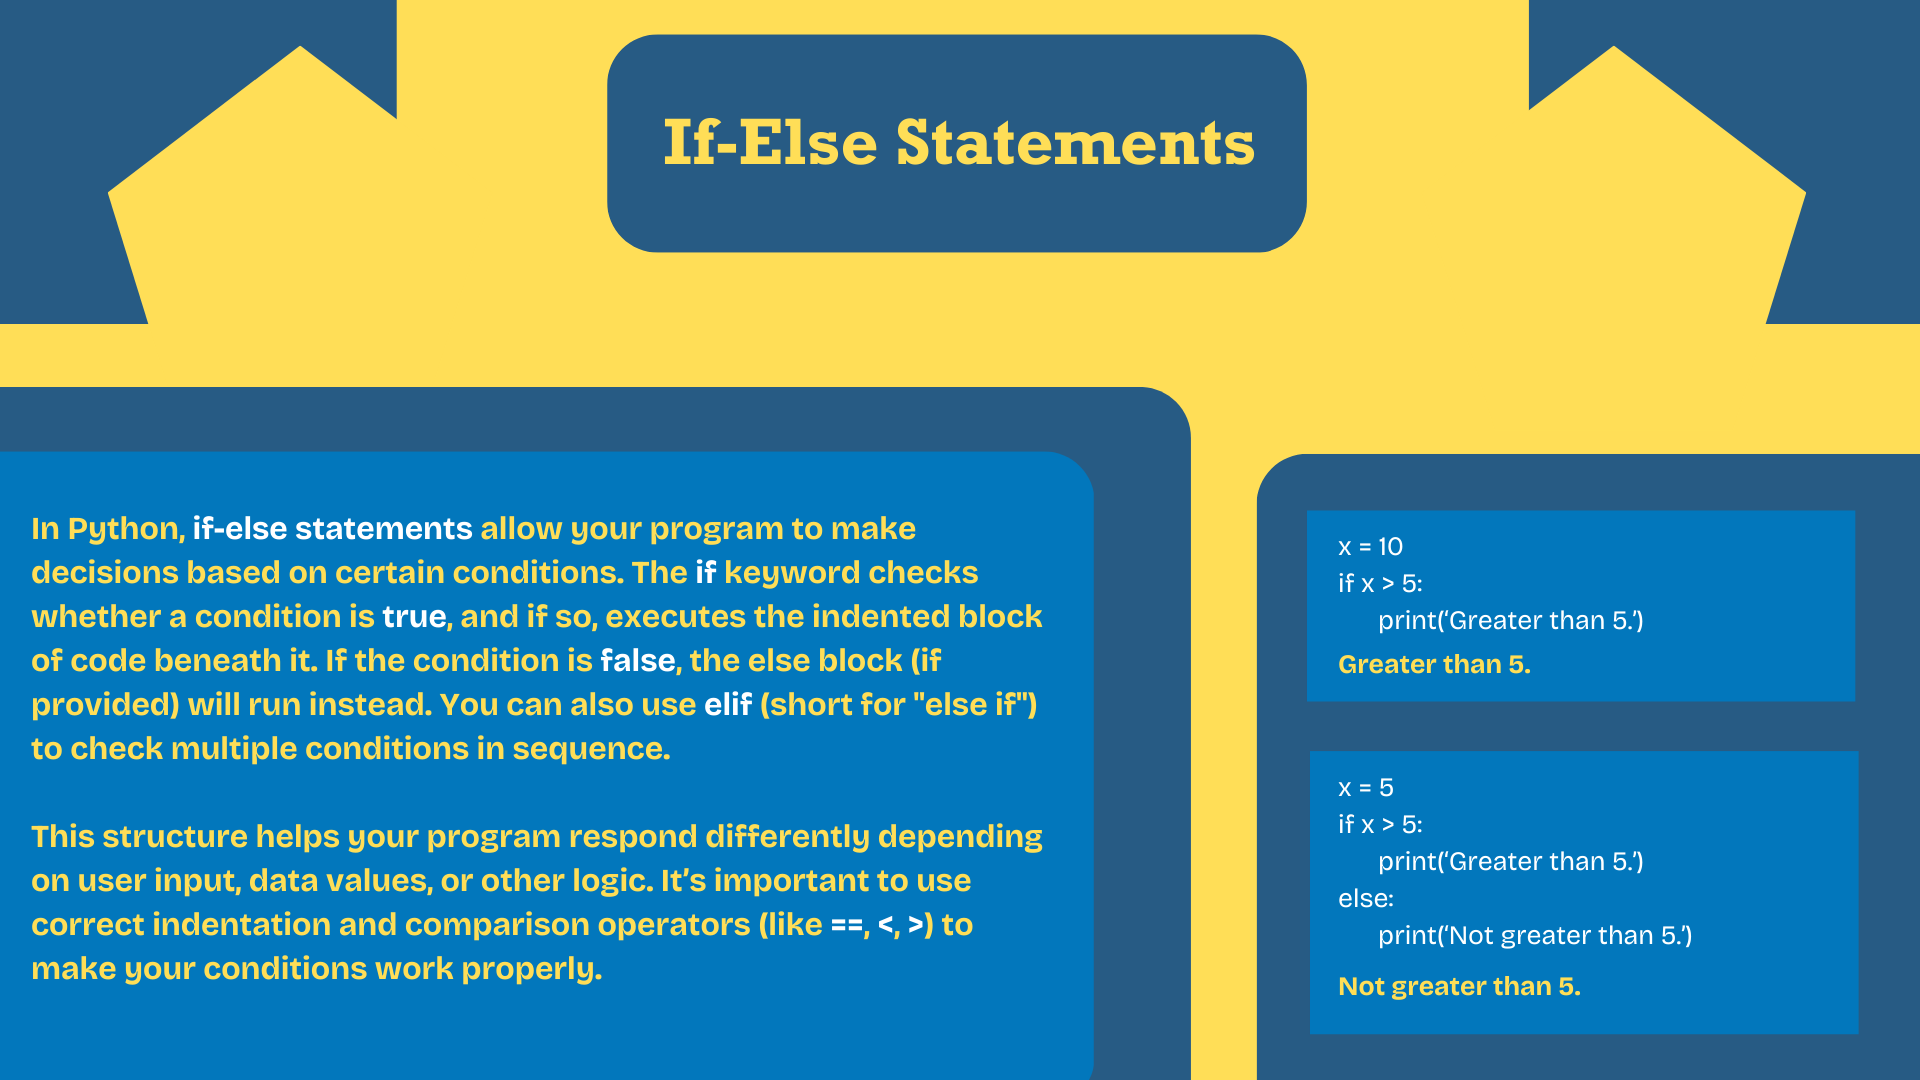 If-Else Statements
In Python, if-else statements allow your program to make
decisions based on certain conditions. The if keyword checks
whether a condition is true, and if so, executes the indented block
of code beneath it. If the condition is false, the else block (if
provided) will run instead. You can also use elif (short for "else if")
to check multiple conditions in sequence.
This structure helps your program respond differently depending
on user input, data values, or other logic. It’s important to use
correct indentation and comparison operators (like ==, <, >) to
make your conditions work properly.
x = 10
if x > 5:
print(‘Greater than 5.’)
Greater than 5.
x = 5
if x > 5:
print(‘Greater than 5.’)
else:
print(‘Not greater than 5.’)
Not greater than 5.